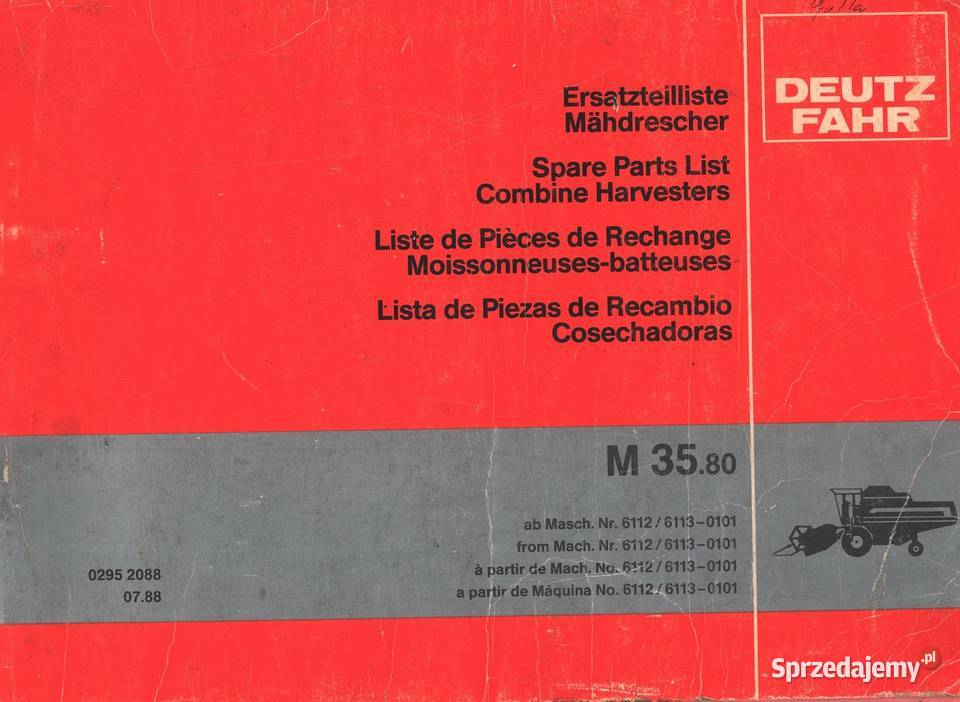 DEUTZ
FAHR
Ersatzteilliste
Mähdrescher
Spare Parts List
Combine Harvesters
Liste de Pièces de Rechange
Moissonneuses-batteuses
Lista de Piezas de Recambio
Cosechadoras
M 35.80
ab Masch. Nr. 6112/6113-0101
from Mach. Nr. 6112/6113-0101
à partir de Mach. No. 6112/6113-0101
a partir de Máquina No. 6112/6113-0101
0295 2088
07.88
Sprzedajemy.pl